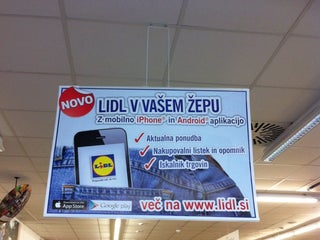 NOVO
LIDL V VAŠEM ŽEPU
Z mobilno iPhone® in Android® aplikacijo
Aktualna ponudba
Nakupovalni listek in opomnik
Iskalnik trgovin
LIDL
App Store
Google play
več na www.lidl.si